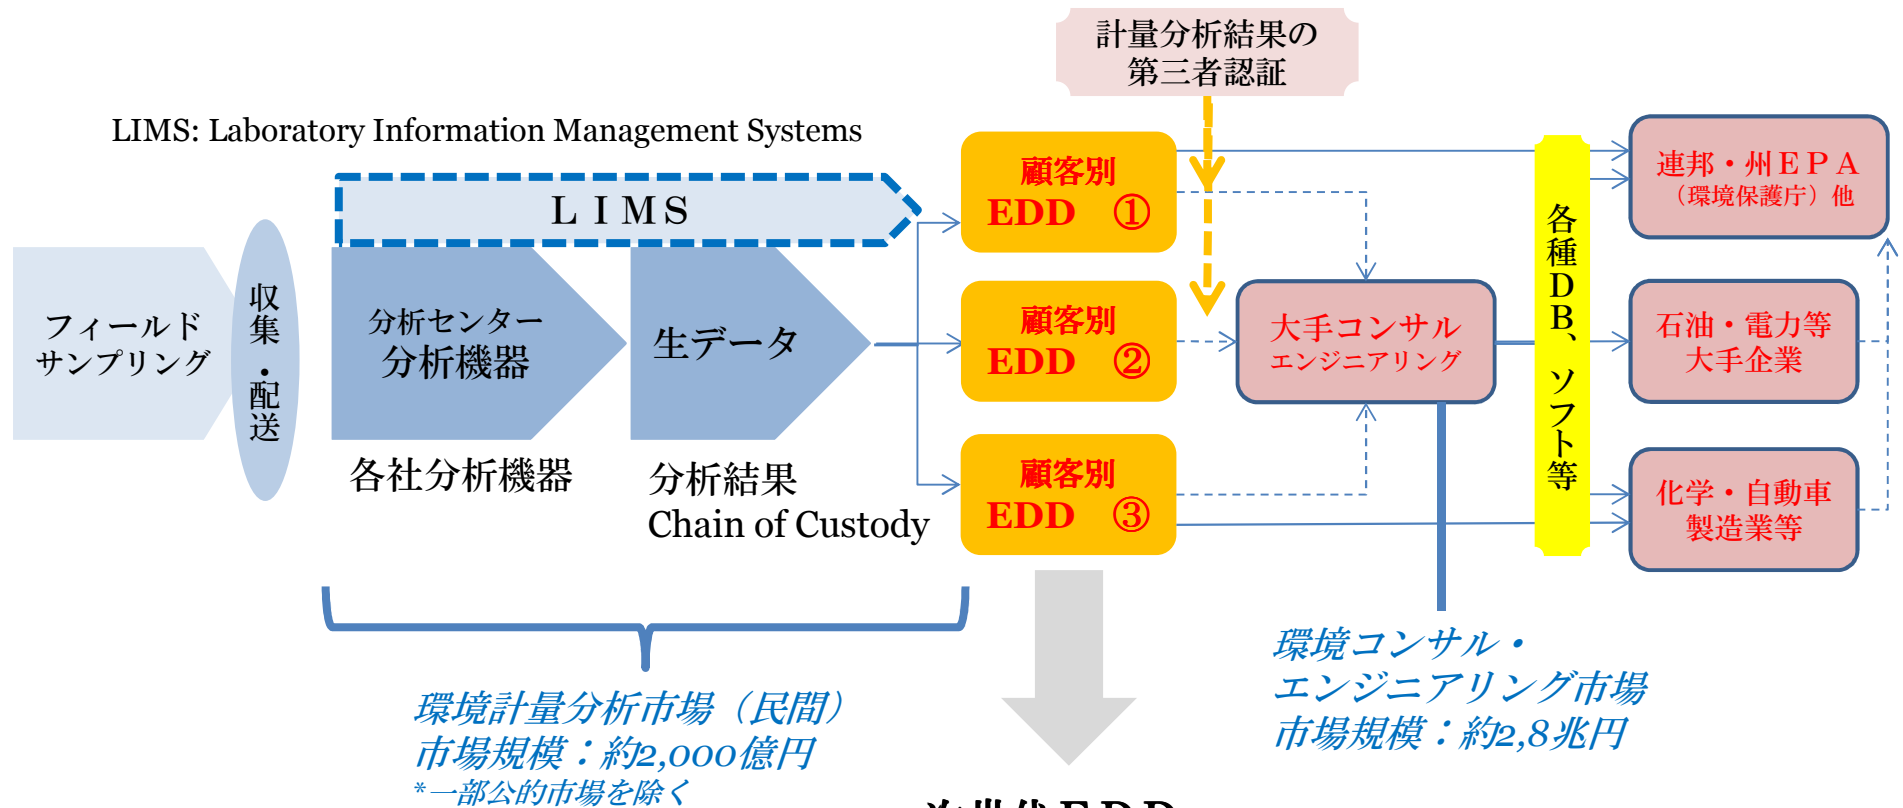 計量分析結果の
第三者認証
LIMS: Laboratory Information Management Systems
ＬＩＭＳ
フィールド
サンプリング
収集・配送
分析センター
分析機器
生データ
各社分析機器
分析結果
Chain of Custody
顧客別
EDD ①
顧客別
EDD ②
顧客別
EDD ③
大手コンサル
エンジニアリング
各種ＤＢ、ソフト等
連邦・州ＥＰＡ
（環境保護庁）他
石油・電力等
大手企業
化学・自動車
製造業等
環境計量分析市場（民間）
市場規模：約2,000億円
*一部公的市場を除く
環境コンサル・
エンジニアリング市場
市場規模：約2,8兆円
次世代ＥＤＤ